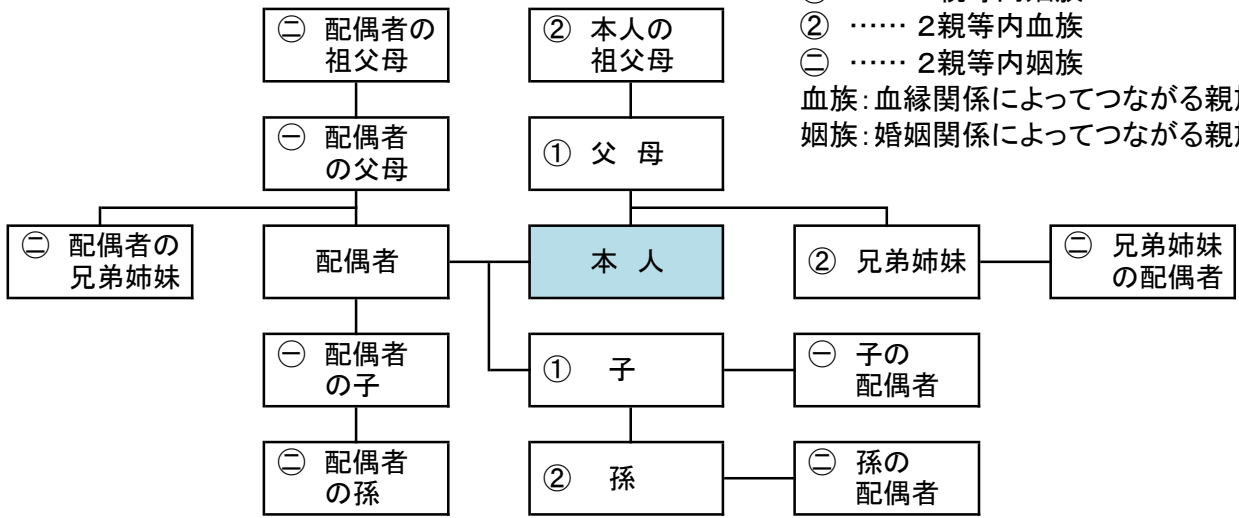 ② …… 2親等内血族
㊁ …… 2親等内姻族
血族:血縁関係によってつながる親
姻族:婚姻関係によってつながる親
㊁ 配偶者の
祖父母
② 本人の
祖父母
㊀ 配偶者
の父母
① 父 母
㊁ 配偶者の
兄弟姉妹
配偶者
本 人
② 兄弟姉妹
㊁ 兄弟姉妹
の配偶者
㊀ 配偶者
の子
① 子
㊀ 子の
配偶者
㊁ 配偶者
の孫
② 孫
㊁ 孫の
配偶者